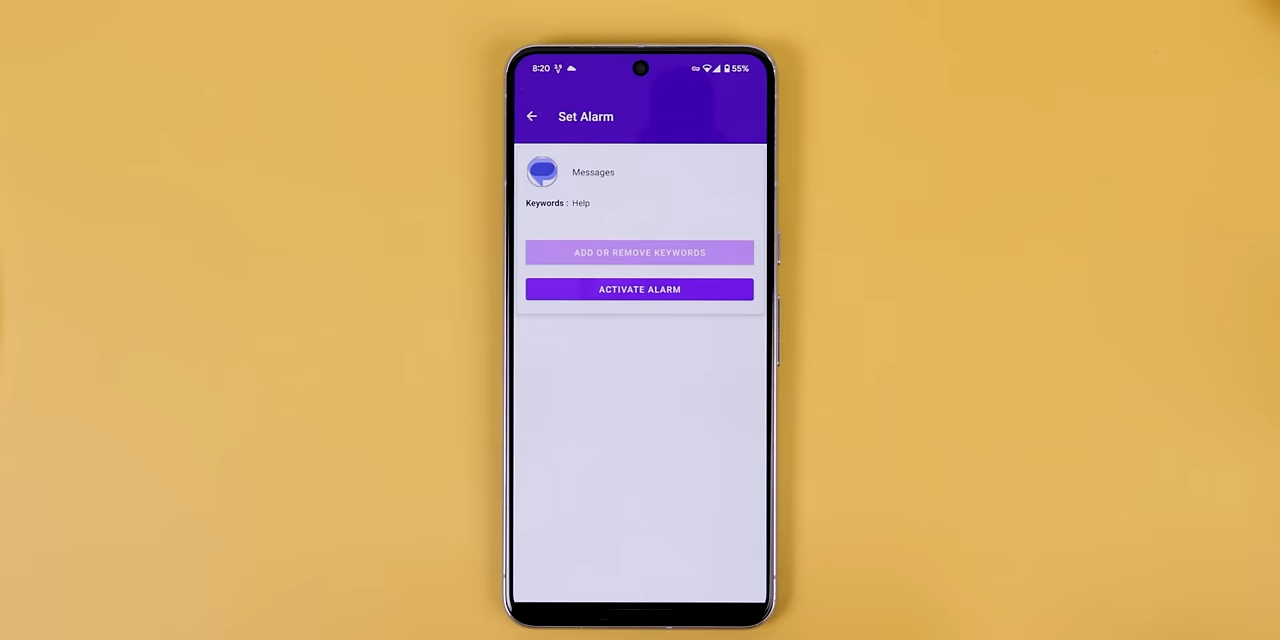 8:20 55%
Set Alarm
Messages
Keywords : Help
ADD OR REMOVE KEYWORDS
ACTIVATE ALARM